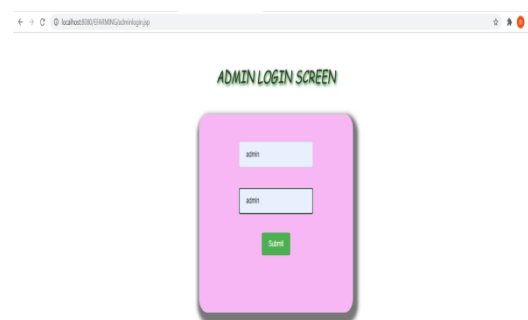 localhost:8080/EFARMING/adminlogin.jsp
ADMIN LOGIN SCREEN
admin
admin
Submit